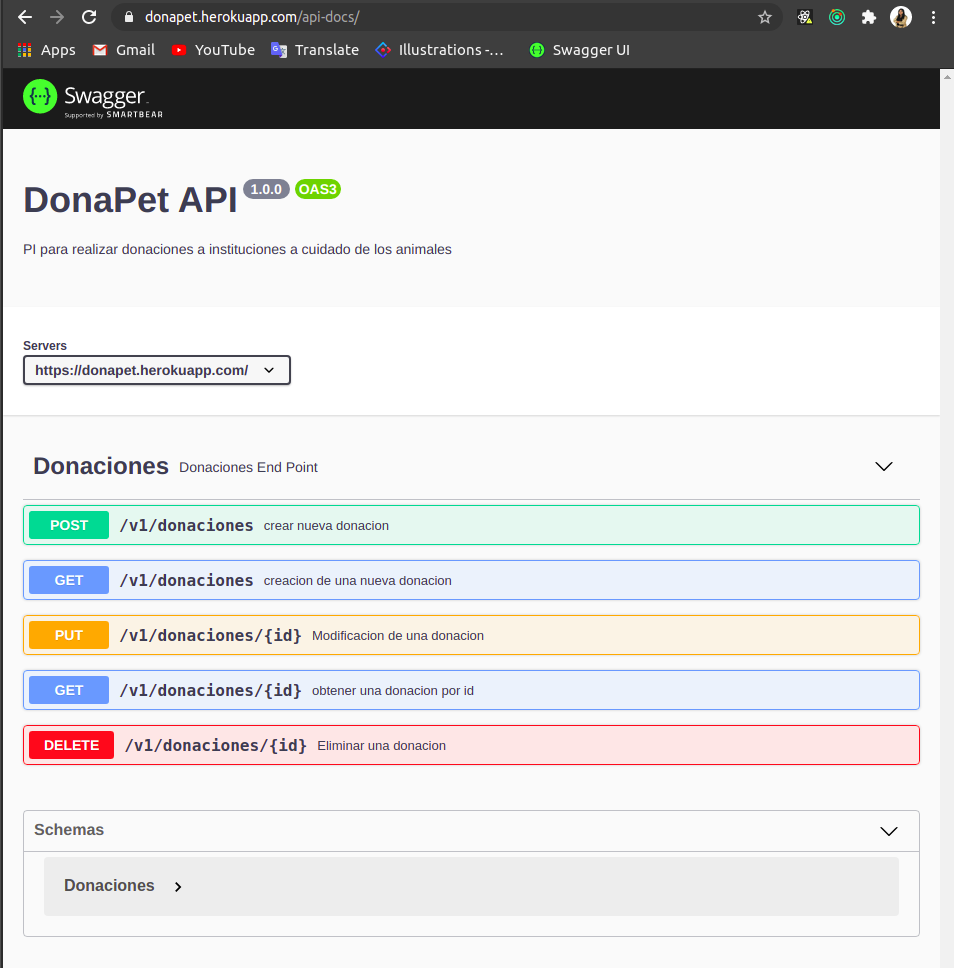 donapet.herokuapp.com/api-docs/
Apps Gmail YouTube Translate Illustrations -... Swagger UI
{···} Swagger
Supported by SMARTBEAR
DonaPet API 1.0.0 OAS3
PI para realizar donaciones a instituciones a cuidado de los animales
Servers
https://donapet.herokuapp.com/
Donaciones Donaciones End Point
POST /v1/donaciones crear nueva donacion
GET /v1/donaciones creacion de una nueva donacion
PUT /v1/donaciones/{id} Modificacion de una donacion
GET /v1/donaciones/{id} obtener una donacion por id
DELETE /v1/donaciones/{id} Eliminar una donacion
Schemas
Donaciones